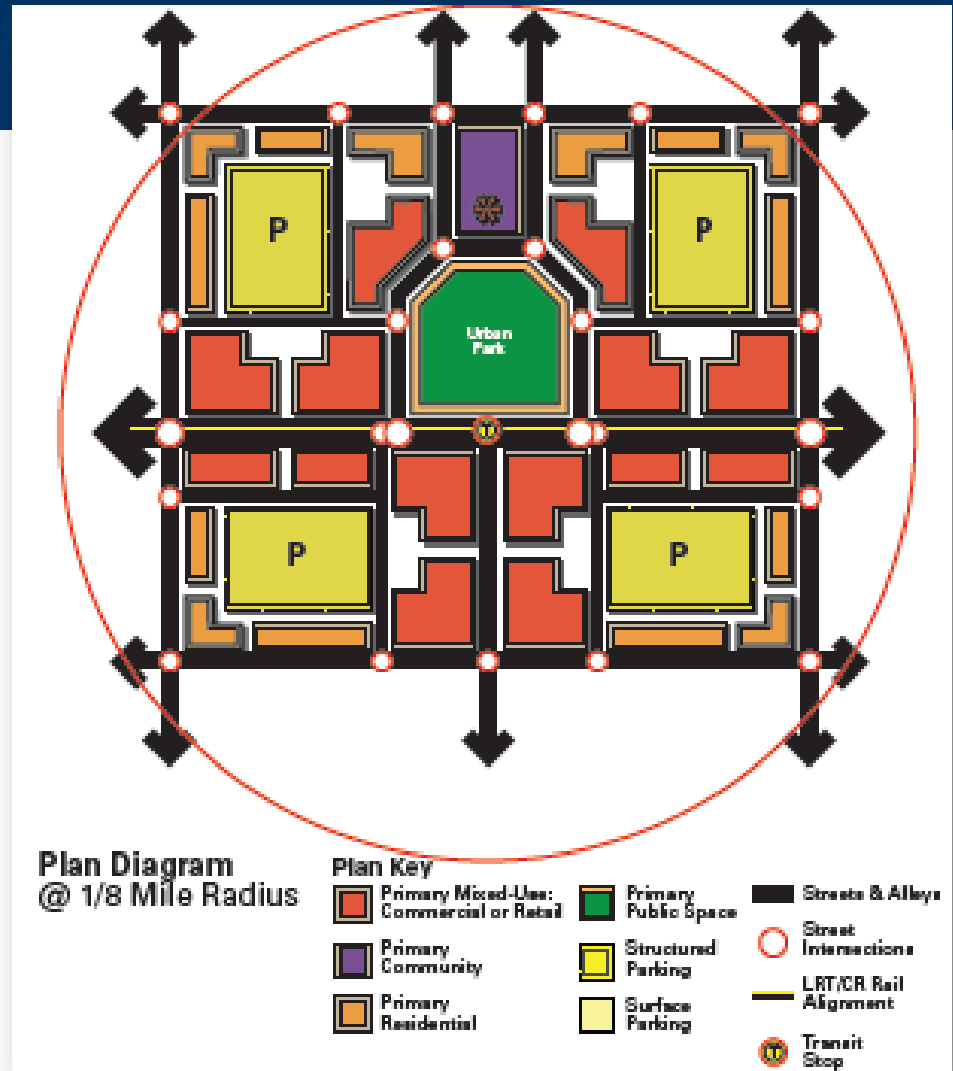 P
P
Urban
Park
T
P
P
Plan Diagram
@ 1/8 Mile Radius
Plan Key
Primary Mixed-Use:
Commercial or Retail
Primary
Community
Primary
Residential
Primary
Public Space
Structured
Parking
Surface
Parking
Streets & Alleys
Street
Intersections
LRT/CR Rail
Alignment
T
Transit
Stop